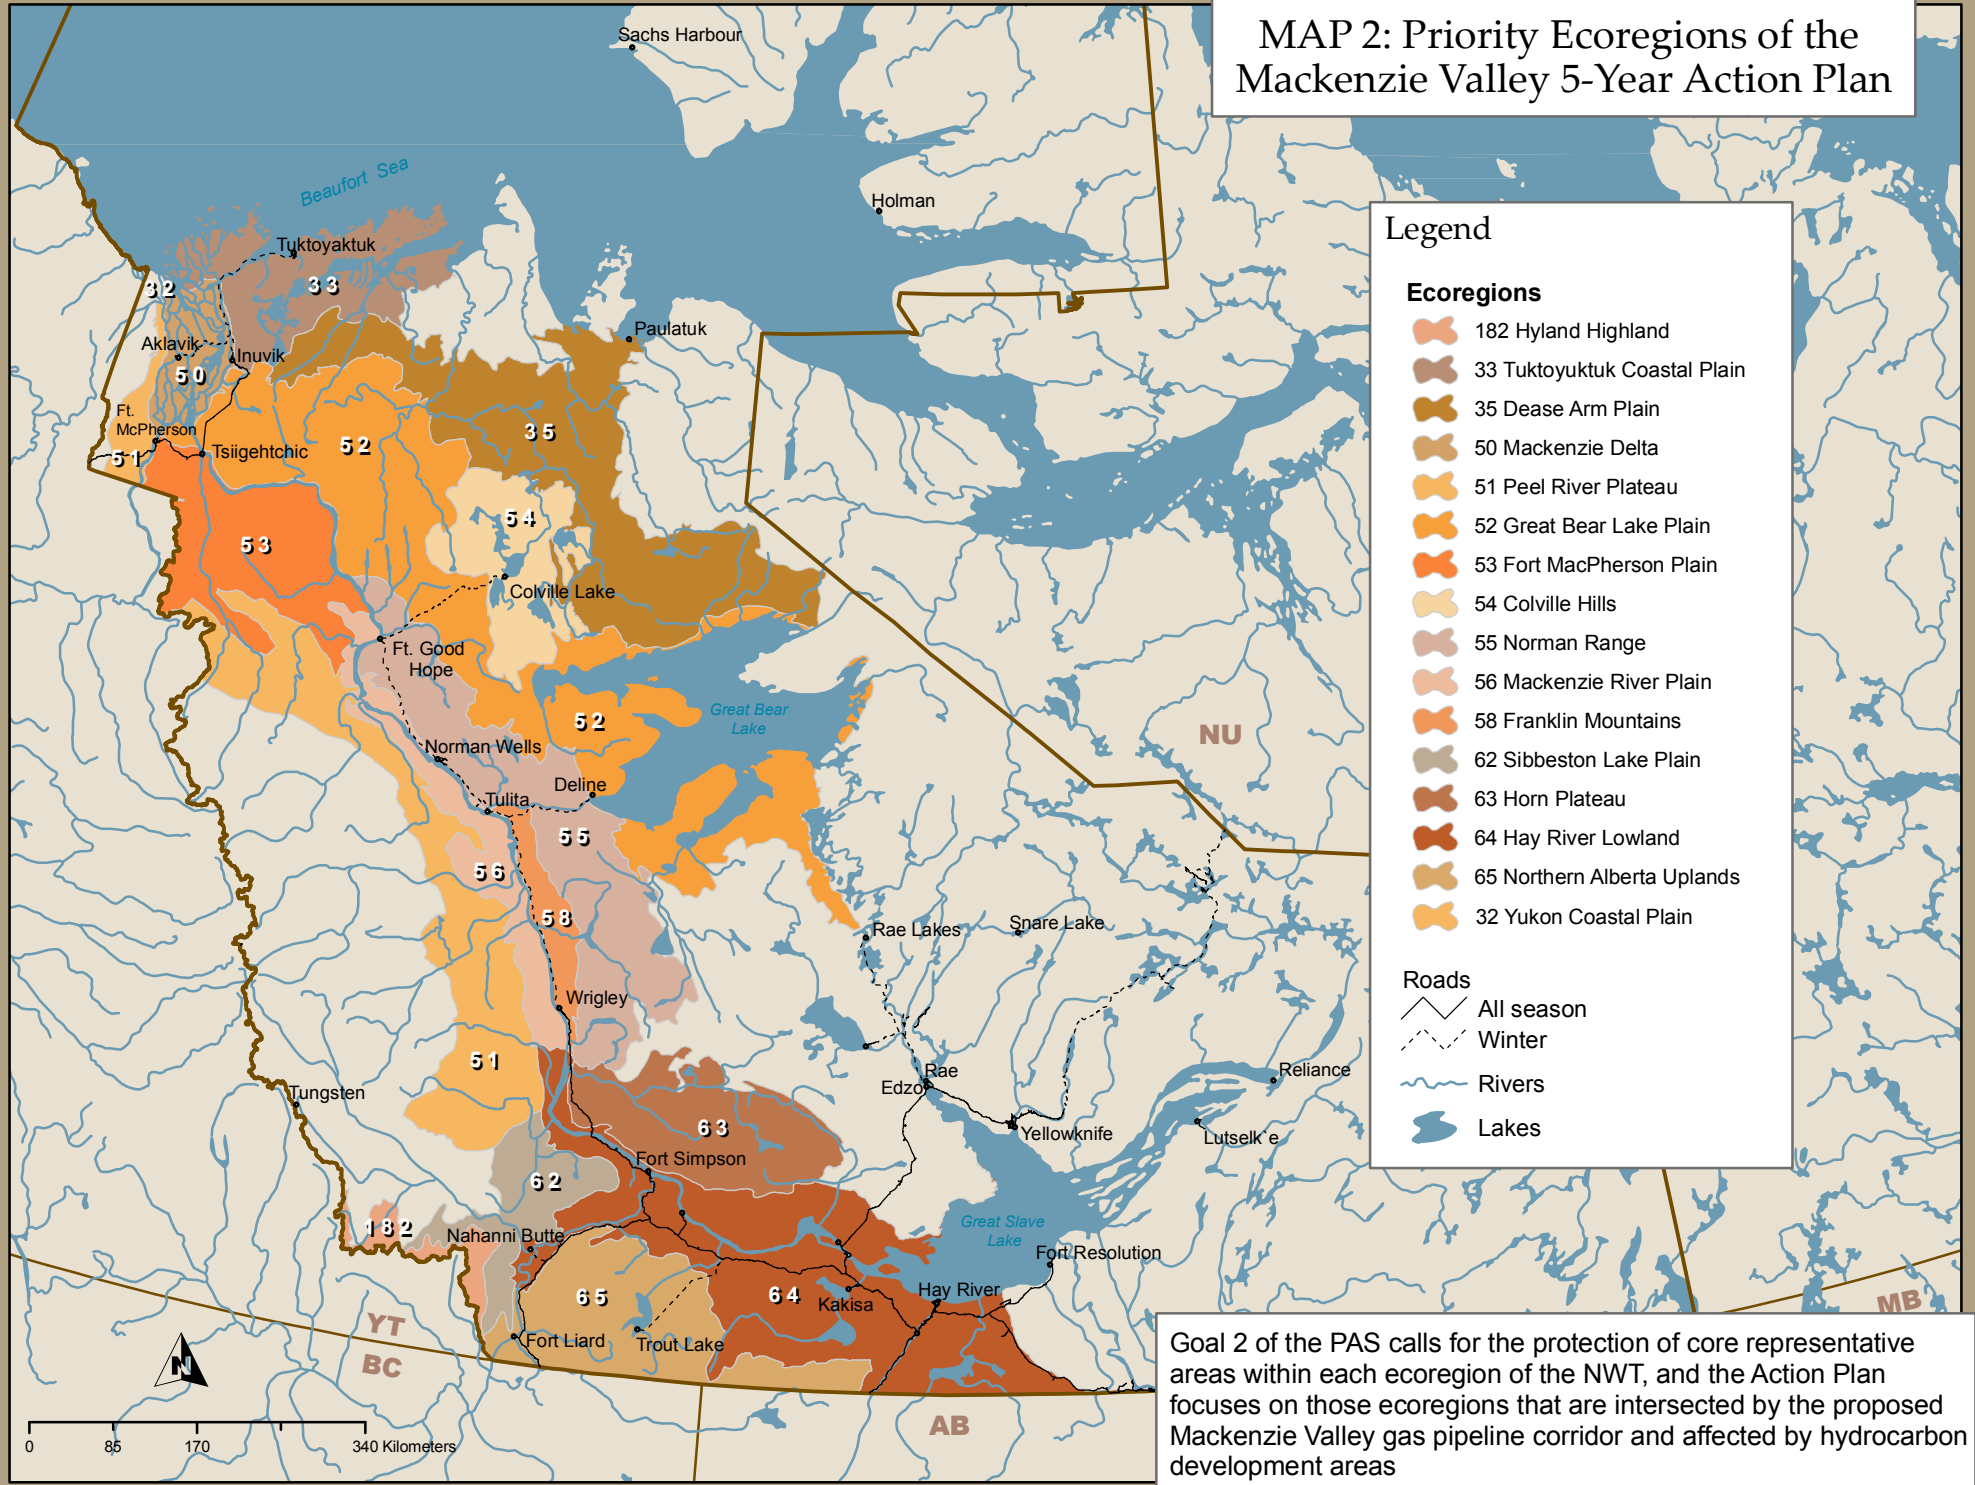 MAP 2: Priority Ecoregions of the
Mackenzie Valley 5-Year Action Plan
Sachs Harbour
Beaufort Sea
Holman
Tuktoyaktuk
33
32
Paulatuk
Aklavik
Inuvik
50
Ft.
McPherson
51
Tsiigehtchic
52
35
54
53
Colville Lake
Ft. Good
Hope
52
Great Bear
Lake
NU
Norman Wells
Deline
Tulita
55
56
58
Rae Lakes
Snare Lake
Wrigley
51
Tungsten
Rae
Edzo
Reliance
63
Yellowknife
Lutselk`e
Fort Simpson
62
182
Nahanni Butte
Great Slave
Lake
Fort Resolution
65
64
Hay River
Kakisa
Fort Liard
Trout Lake
YT
BC
AB
MB
N
0
85
170
340 Kilometers
Legend
Ecoregions
182 Hyland Highland
33 Tuktoyuktuk Coastal Plain
35 Dease Arm Plain
50 Mackenzie Delta
51 Peel River Plateau
52 Great Bear Lake Plain
53 Fort MacPherson Plain
54 Colville Hills
55 Norman Range
56 Mackenzie River Plain
58 Franklin Mountains
62 Sibbeston Lake Plain
63 Horn Plateau
64 Hay River Lowland
65 Northern Alberta Uplands
32 Yukon Coastal Plain
Roads
All season
Winter
Rivers
Lakes
Goal 2 of the PAS calls for the protection of core representative
areas within each ecoregion of the NWT, and the Action Plan
focuses on those ecoregions that are intersected by the proposed
Mackenzie Valley gas pipeline corridor and affected by hydrocarbon
development areas